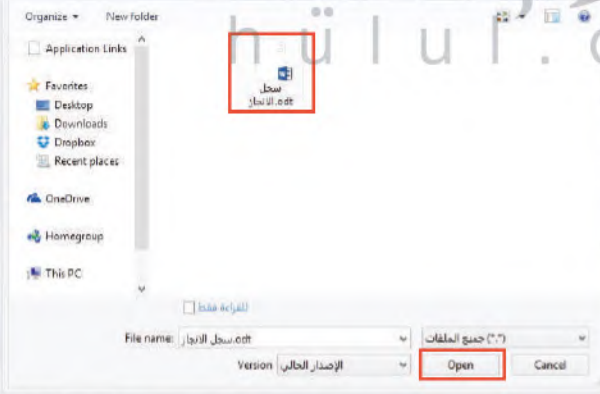 Organize New folder
hülul.
Application Links
Favorites
Desktop
Downloads
Dropbox
Recent places
OneDrive
Homegroup
This PC
سجل
الانجاز.odt
للقراءة فقط
File name: سجل الانجاز.odt
جميع الملفات (*.*)
Version الإصدار الحالي
Open Cancel